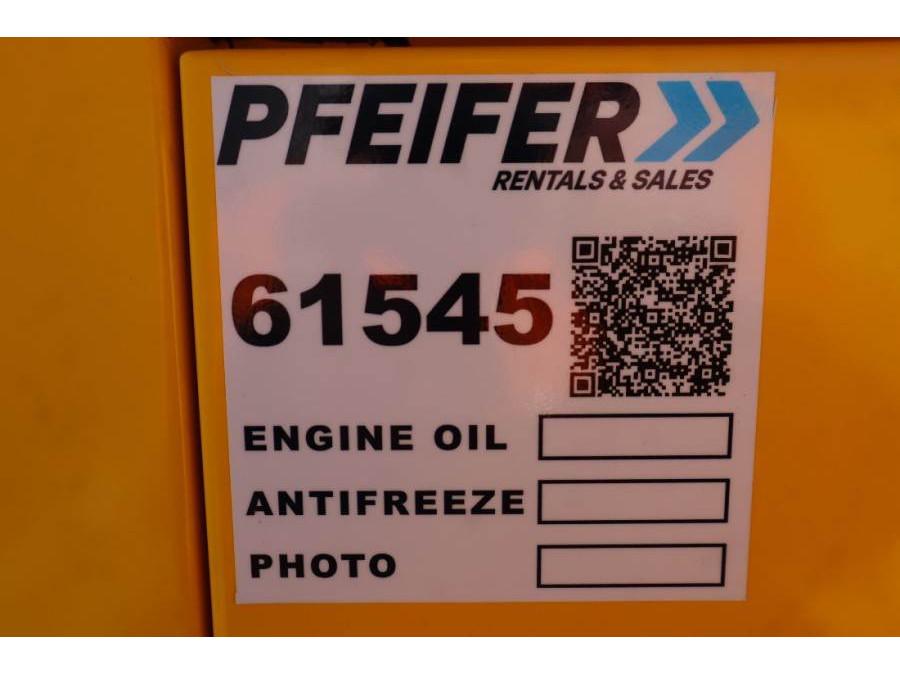 PFEIFER
RENTALS & SALES
61545
ENGINE OIL
ANTIFREEZE
PHOTO